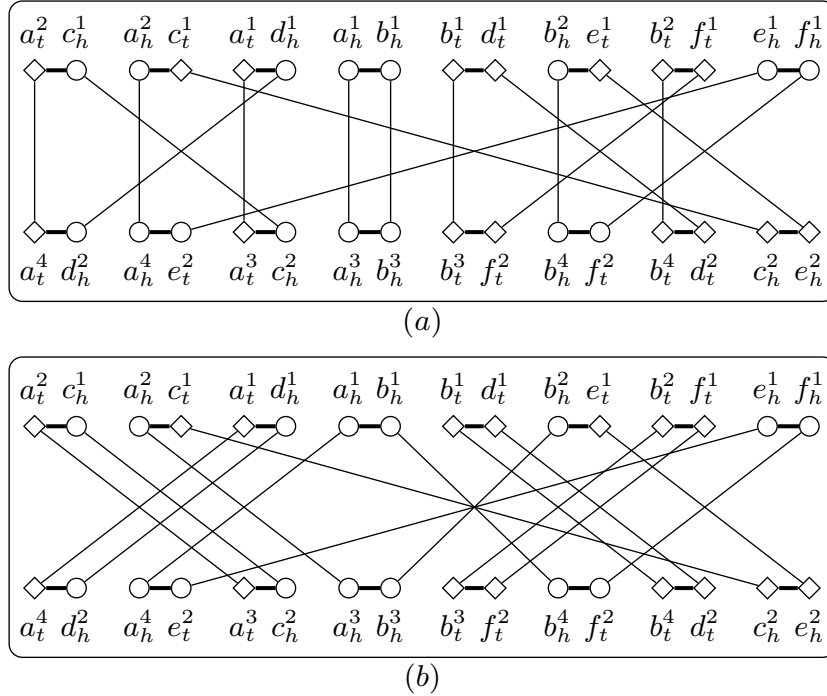 a_t^2 c_h^1 a_h^2 c_t^1 a_t^1 d_h^1 a_h^1 b_h^1 b_t^1 d_t^1 b_h^2 e_t^1 b_t^2 f_t^1 e_h^1 f_h^1
a_t^4 d_h^2 a_h^4 e_t^2 a_t^3 c_h^2 a_h^3 b_h^3 b_t^3 f_t^2 b_h^4 f_h^2 b_t^4 d_t^2 c_h^2 e_h^2
(a)
a_t^2 c_h^1 a_h^2 c_t^1 a_t^1 d_h^1 a_h^1 b_h^1 b_t^1 d_t^1 b_h^2 e_t^1 b_t^2 f_t^1 e_h^1 f_h^1
a_t^4 d_h^2 a_h^4 e_t^2 a_t^3 c_h^2 a_h^3 b_h^3 b_t^3 f_t^2 b_h^4 f_h^2 b_t^4 d_t^2 c_h^2 e_h^2
(b)